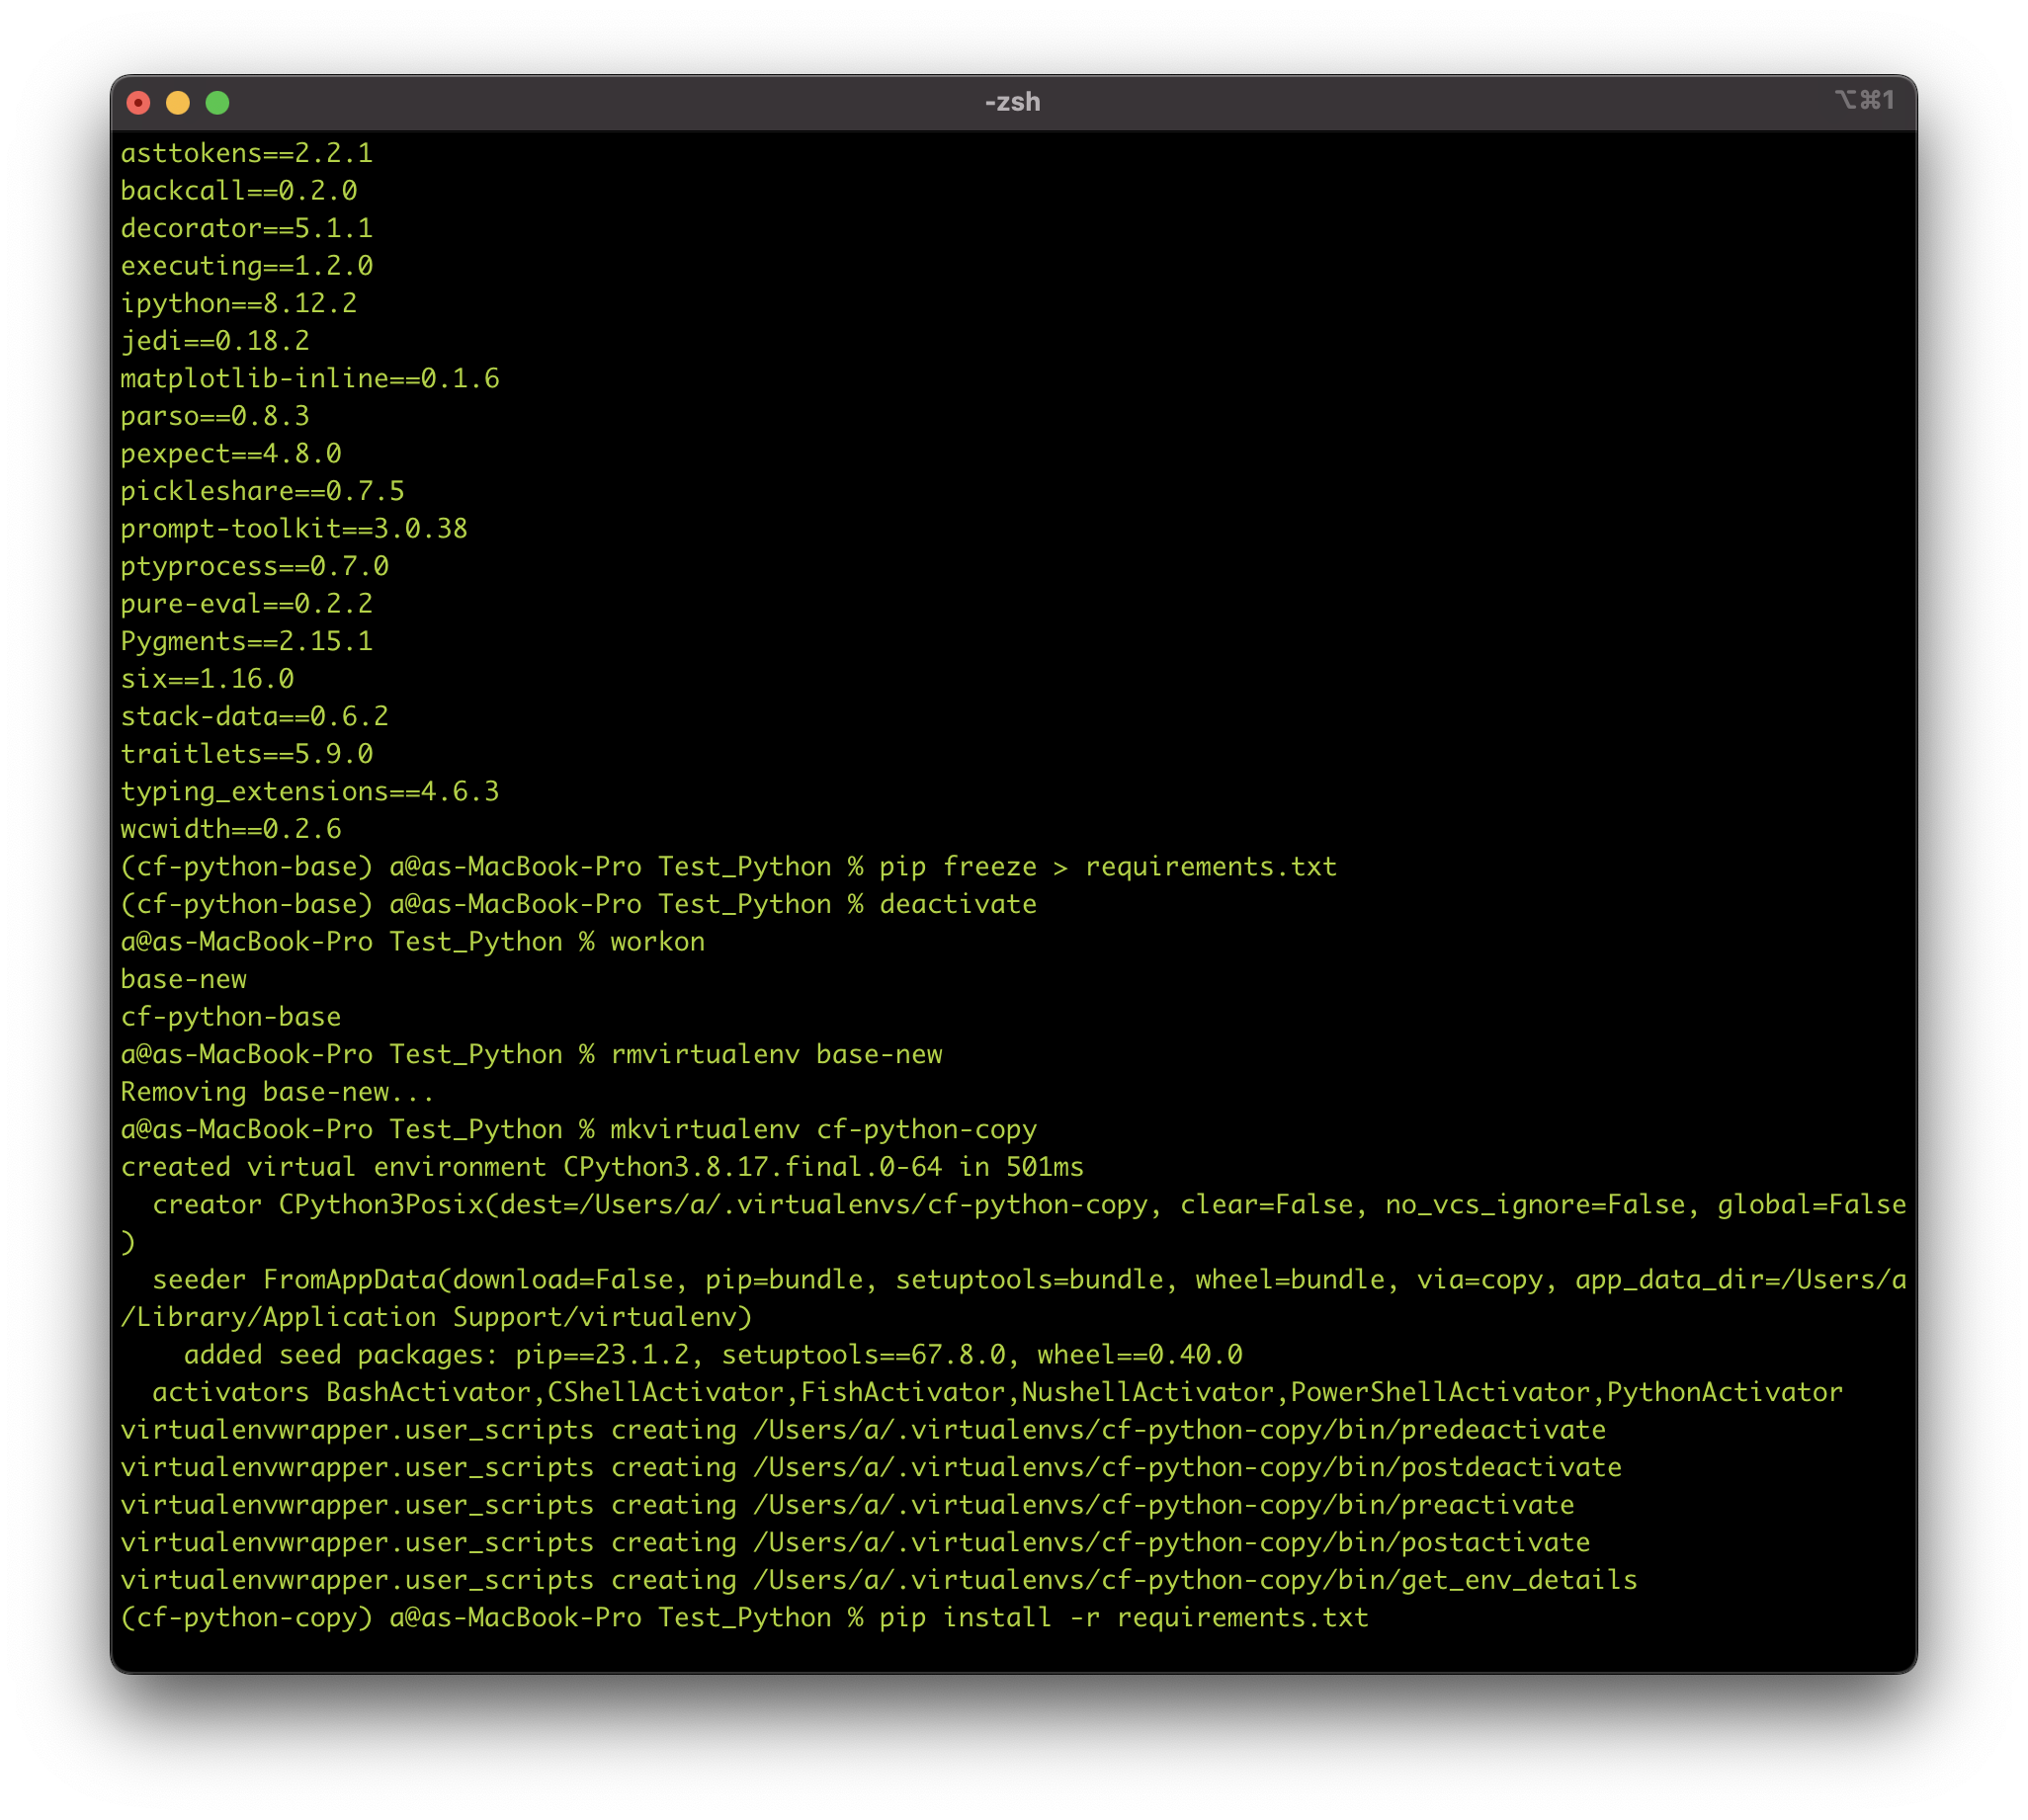 -zsh
⌥⌘1
asttokens==2.2.1
backcall==0.2.0
decorator==5.1.1
executing==1.2.0
ipython==8.12.2
jedi==0.18.2
matplotlib-inline==0.1.6
parso==0.8.3
pexpect==4.8.0
pickleshare==0.7.5
prompt-toolkit==3.0.38
ptyprocess==0.7.0
pure-eval==0.2.2
Pygments==2.15.1
six==1.16.0
stack-data==0.6.2
traitlets==5.9.0
typing_extensions==4.6.3
wcwidth==0.2.6
(cf-python-base) a@as-MacBook-Pro Test_Python % pip freeze > requirements.txt
(cf-python-base) a@as-MacBook-Pro Test_Python % deactivate
a@as-MacBook-Pro Test_Python % workon
base-new
cf-python-base
a@as-MacBook-Pro Test_Python % rmvirtualenv base-new
Removing base-new...
a@as-MacBook-Pro Test_Python % mkvirtualenv cf-python-copy
created virtual environment CPython3.8.17.final.0-64 in 501ms
  creator CPython3Posix(dest=/Users/a/.virtualenvs/cf-python-copy, clear=False, no_vcs_ignore=False, global=False
)
  seeder FromAppData(download=False, pip=bundle, setuptools=bundle, wheel=bundle, via=copy, app_data_dir=/Users/a
/Library/Application Support/virtualenv)
    added seed packages: pip==23.1.2, setuptools==67.8.0, wheel==0.40.0
  activators BashActivator,CShellActivator,FishActivator,NushellActivator,PowerShellActivator,PythonActivator
virtualenvwrapper.user_scripts creating /Users/a/.virtualenvs/cf-python-copy/bin/predeactivate
virtualenvwrapper.user_scripts creating /Users/a/.virtualenvs/cf-python-copy/bin/postdeactivate
virtualenvwrapper.user_scripts creating /Users/a/.virtualenvs/cf-python-copy/bin/preactivate
virtualenvwrapper.user_scripts creating /Users/a/.virtualenvs/cf-python-copy/bin/postactivate
virtualenvwrapper.user_scripts creating /Users/a/.virtualenvs/cf-python-copy/bin/get_env_details
(cf-python-copy) a@as-MacBook-Pro Test_Python % pip install -r requirements.txt